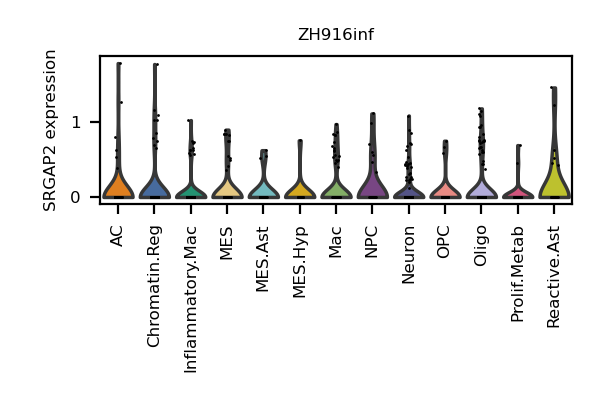 ZH916inf
SRGAP2 expression
1
0
AC
Chromatin.Reg
Inflammatory.Mac
MES
MES.Ast
MES.Hyp
Mac
NPC
Neuron
OPC
Oligo
Prolif.Metab
Reactive.Ast